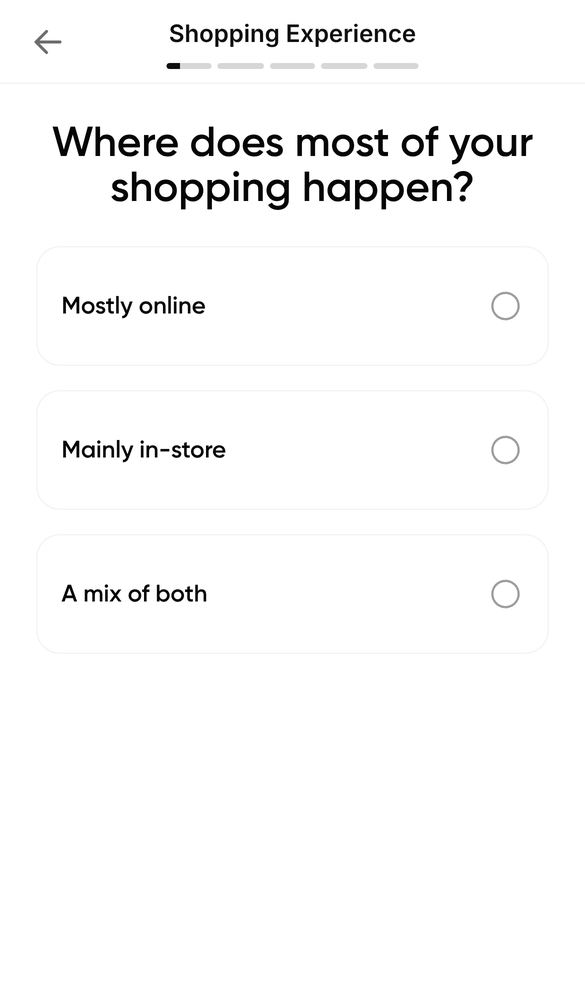 Shopping Experience
Where does most of your
shopping happen?
Mostly online
Mainly in-store
A mix of both